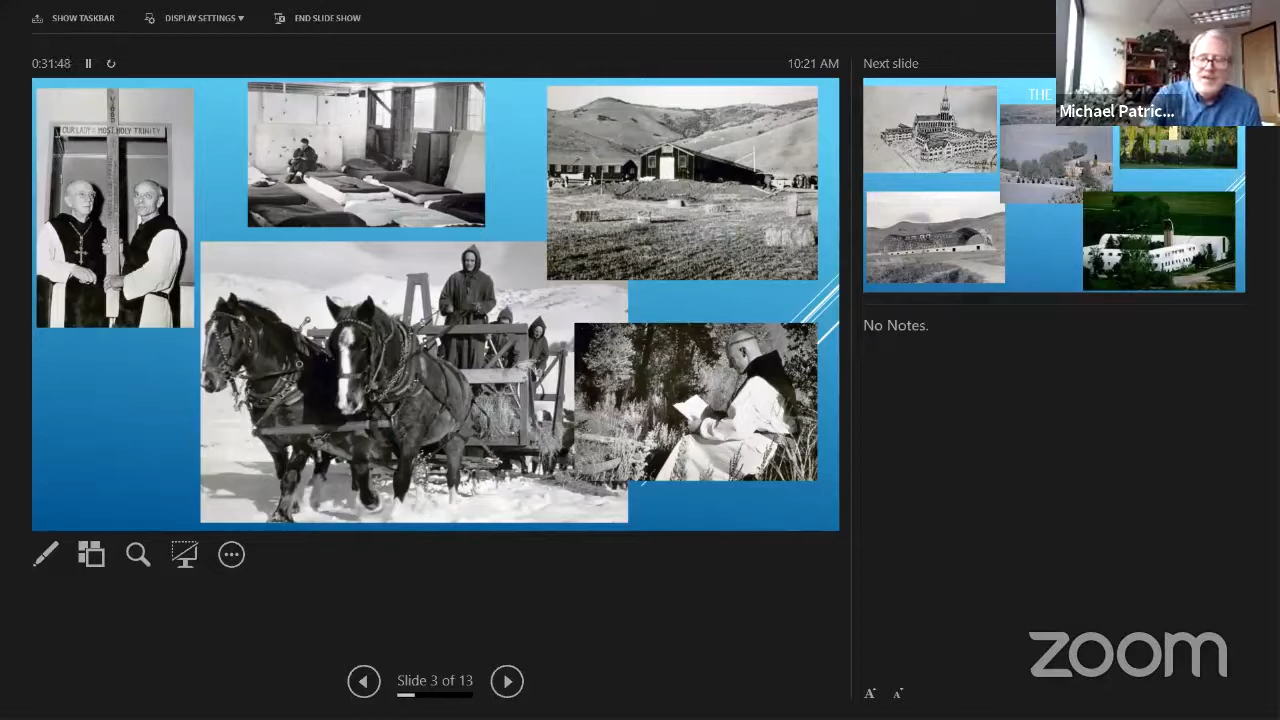 SHOW TASKBAR
DISPLAY SETTINGS ▼
END SLIDE SHOW
0:31:48
10:21 AM
Next slide
OUR LADY OF THE MOST HOLY TRINITY
THE
Michael Patric...
No Notes.
Slide 3 of 13
zoom
A
A